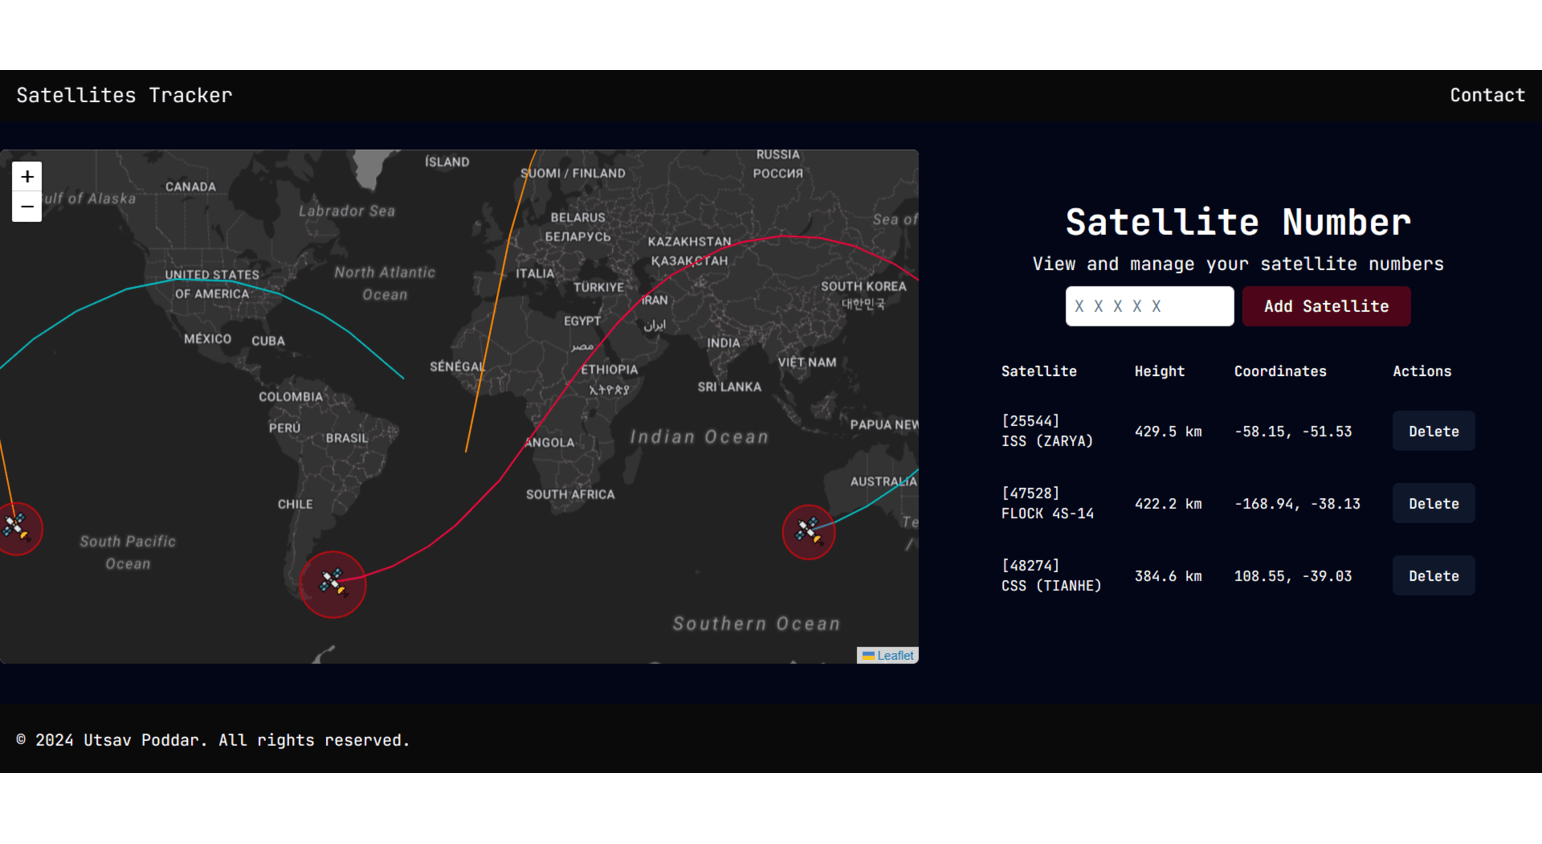 Satellites Tracker
Contact
+
−
ÍSLAND
RUSSIA
РОССИЯ
SUOMI / FINLAND
CANADA
Gulf of Alaska
Labrador Sea
BELARUS
БЕЛАРУСЬ
Sea of
KAZAKHSTAN
ҚАЗАҚСТАН
UNITED STATES
OF AMERICA
North Atlantic
Ocean
ITALIA
TÜRKIYE
SOUTH KOREA
대한민국
IRAN
ایران
EGYPT
مصر
MÉXICO
CUBA
INDIA
VIỆT NAM
SÉNÉGAL
ETHIOPIA
ኢትዮጵያ
SRI LANKA
COLOMBIA
PERÚ
BRASIL
ANGOLA
Indian Ocean
PAPUA NEW
AUSTRALIA
CHILE
SOUTH AFRICA
South Pacific
Ocean
Te
/
Southern Ocean
Leaflet
Satellite Number
View and manage your satellite numbers
X X X X X
Add Satellite
Satellite Height Coordinates Actions
[25544]
ISS (ZARYA) 429.5 km -58.15, -51.53 Delete
[47528]
FLOCK 4S-14 422.2 km -168.94, -38.13 Delete
[48274]
CSS (TIANHE) 384.6 km 108.55, -39.03 Delete
© 2024 Utsav Poddar. All rights reserved.